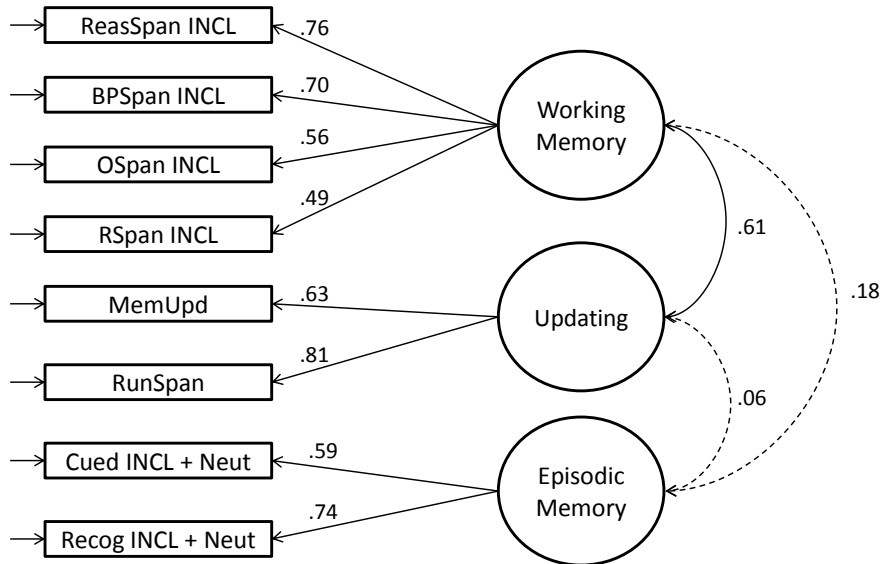 ReasSpan INCL
.76
BPSpan INCL
.70
Working
Memory
OSpan INCL
.56
RSpan INCL
.49
.61
MemUpd
.63
Updating
.18
RunSpan
.81
.06
Cued INCL + Neut
.59
Episodic
Memory
Recog INCL + Neut
.74